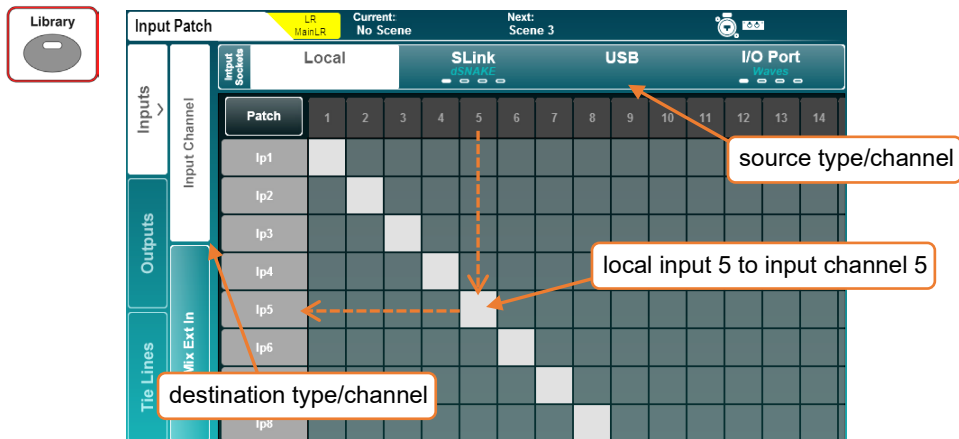 Library
Input Patch
LR
MainLR
Current:
No Scene
Next:
Scene 3
Inputs
Input Channel
Intput
Sockets
Local
SLink
dSNAKE
USB
I/O Port
Waves
Patch
1 2 3 4 5 6 7 8 9 10 11 12 13 14
source type/channel
Ip1
Ip2
Outputs
Ip3
Ip4
local input 5 to input channel 5
Mix Ext In
Ip5
Tie Lines
Ip6
destination type/channel
Ip8